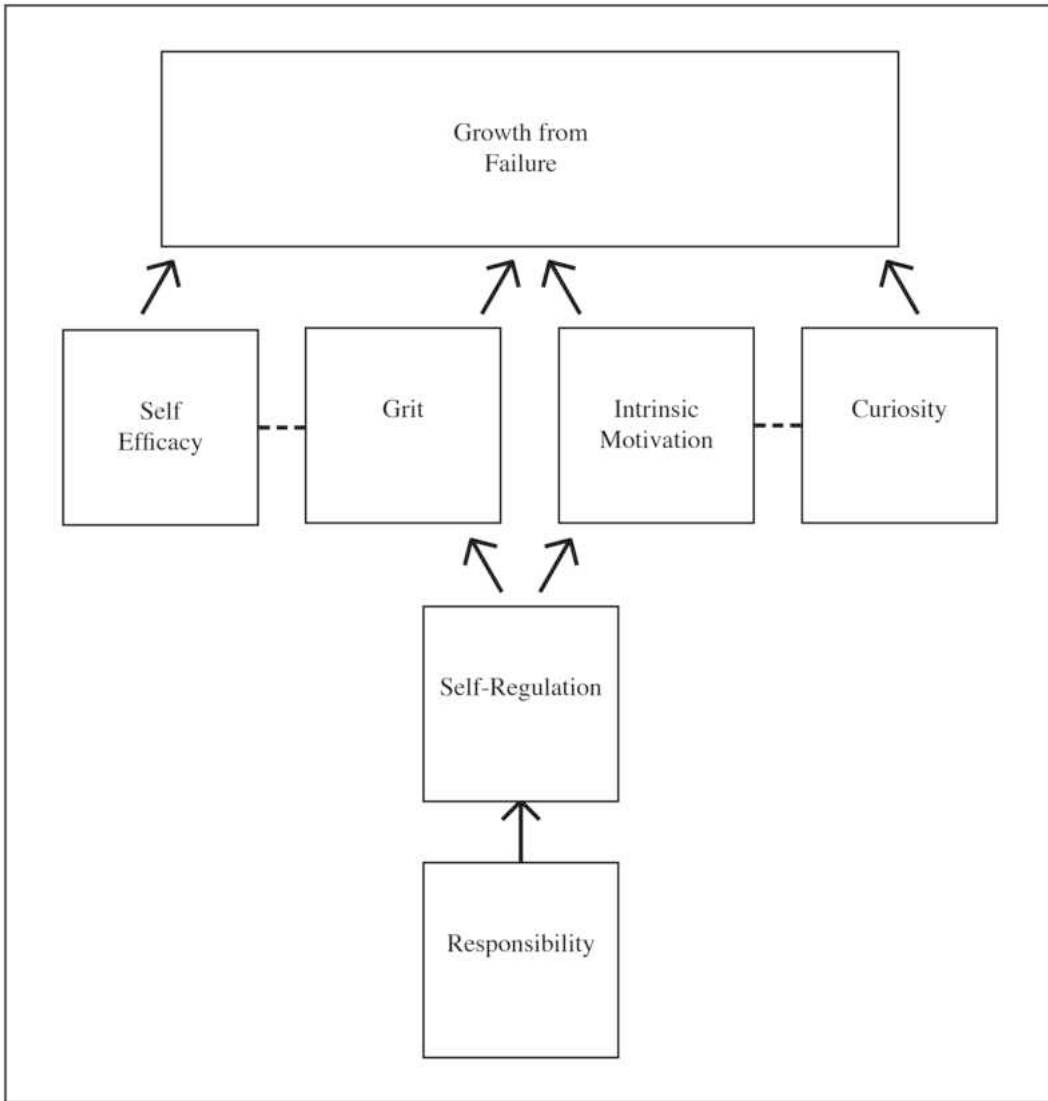 Growth from
Failure
Self
Efficacy
Grit
Intrinsic
Motivation
Curiosity
Self-Regulation
Responsibility